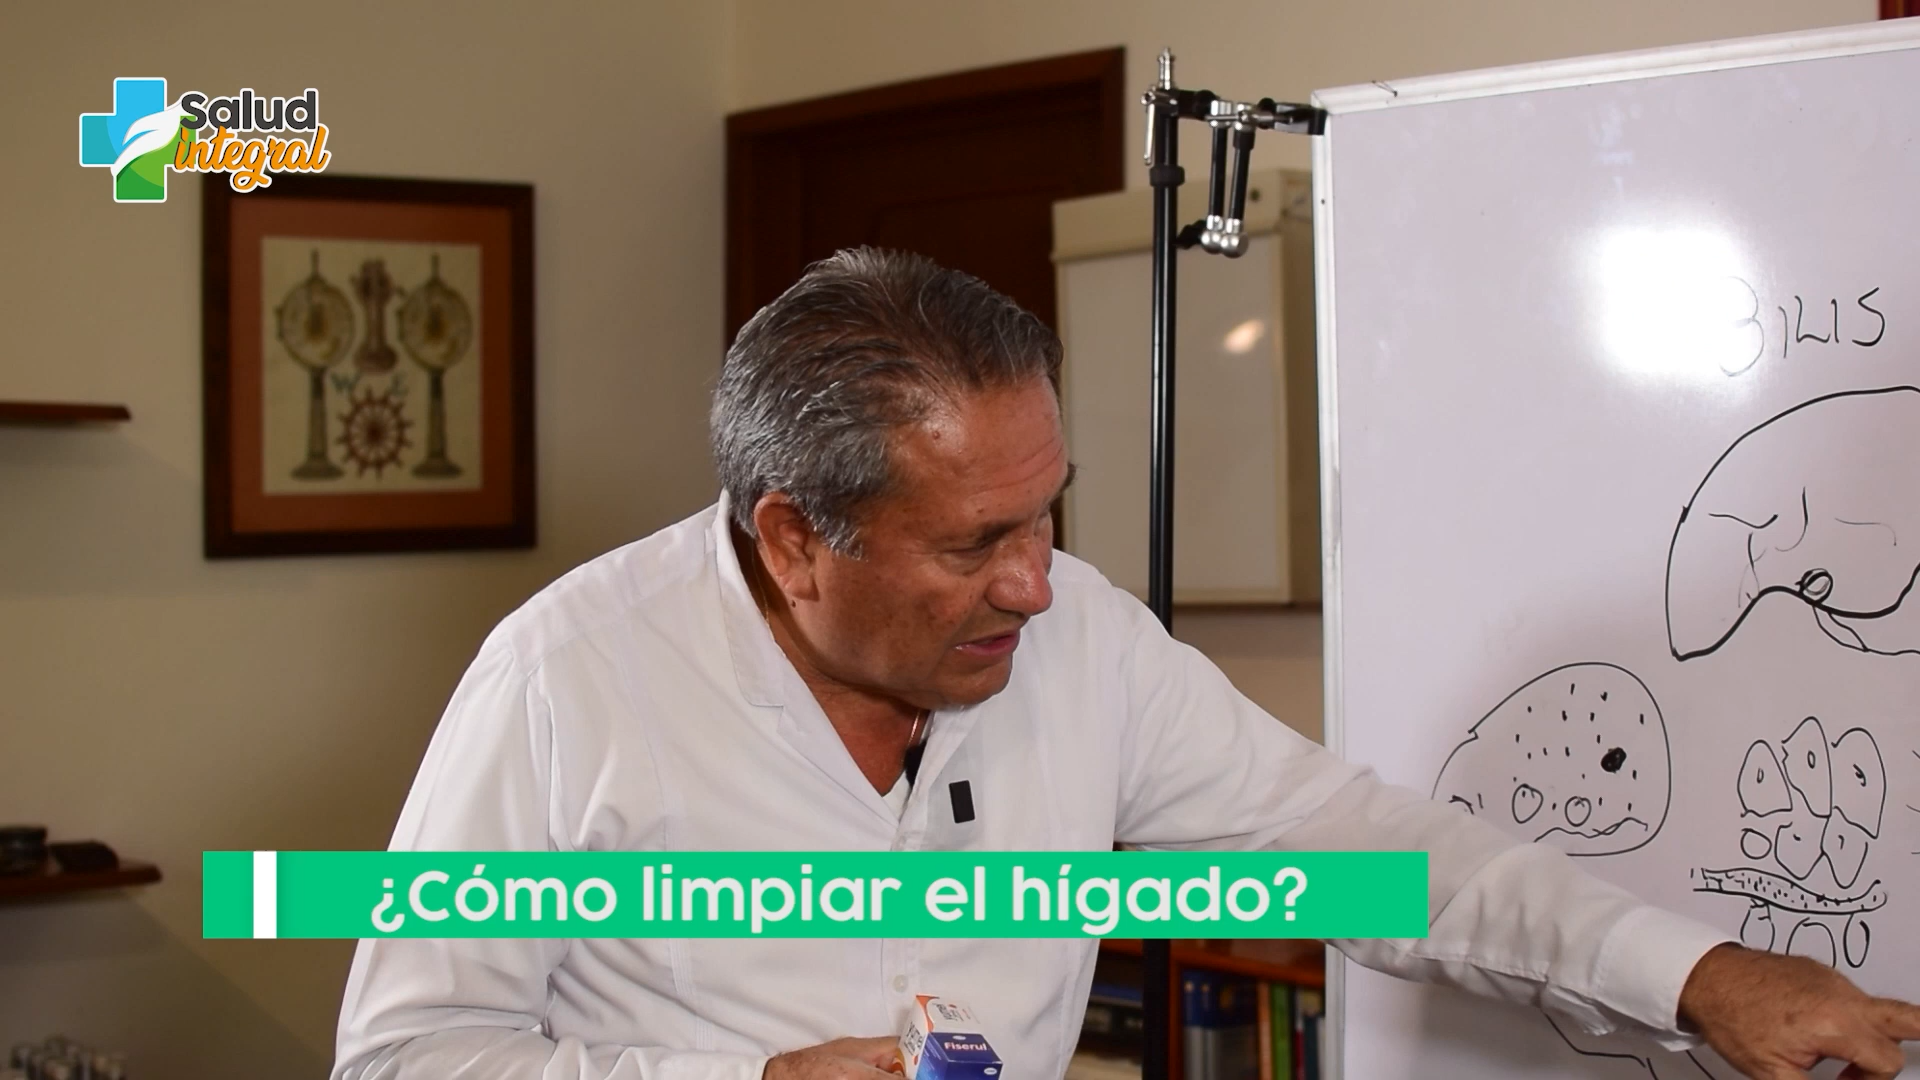 Salud
integral
BILIS
W E
¿Cómo limpiar el hígado?
Fiserul